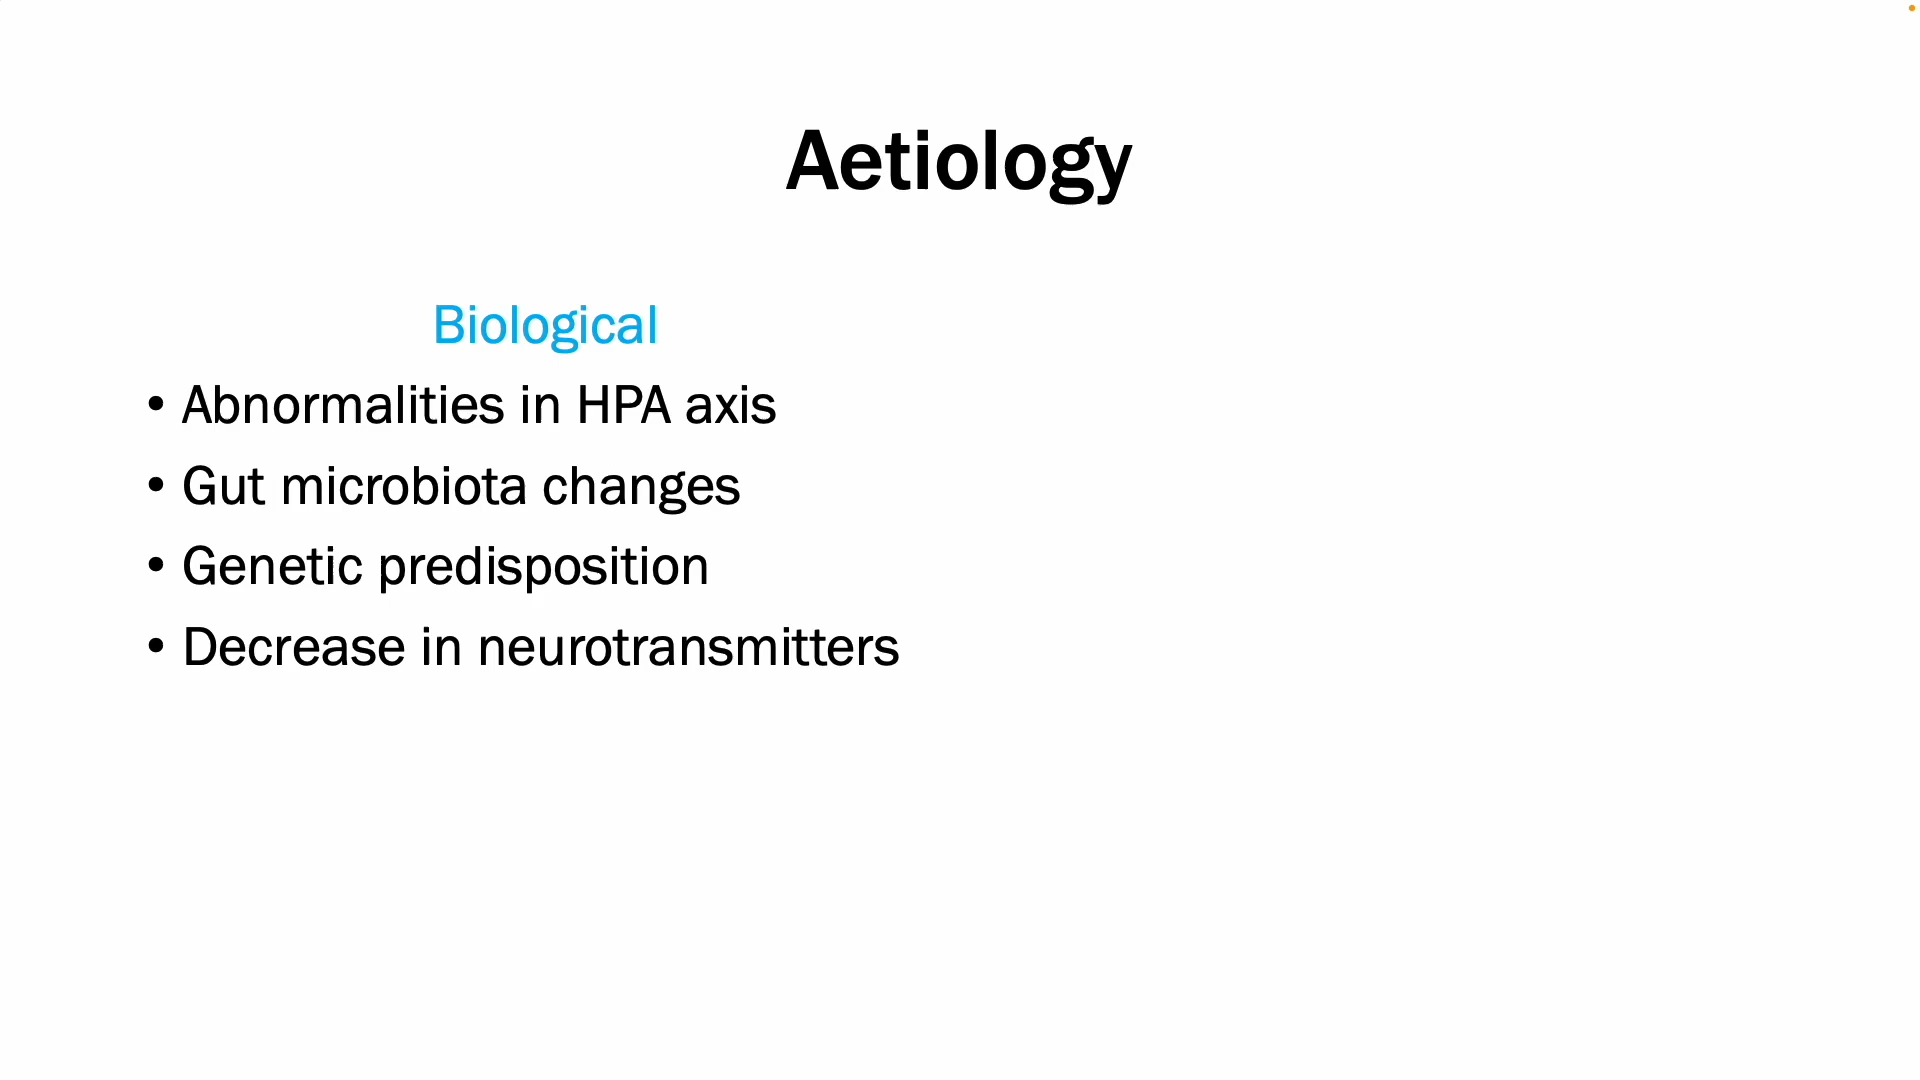 Aetiology
Biological
• Abnormalities in HPA axis
• Gut microbiota changes
• Genetic predisposition
• Decrease in neurotransmitters